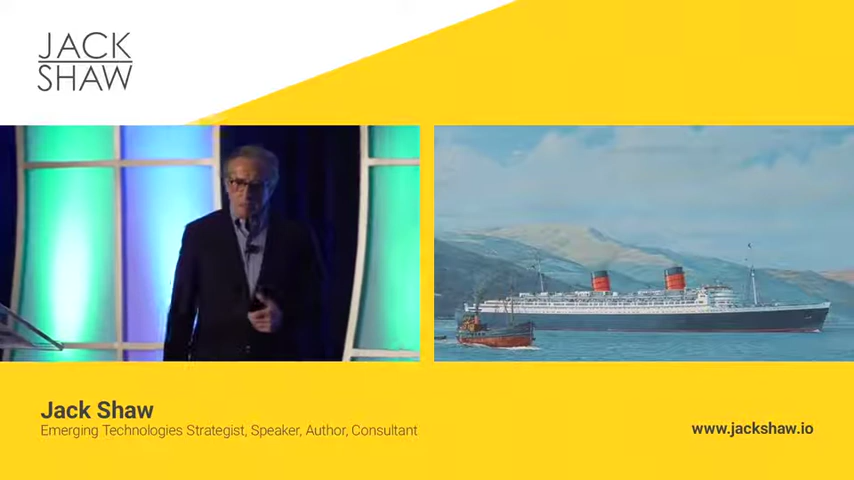 JACK
SHAW
Jack Shaw
Emerging Technologies Strategist, Speaker, Author, Consultant
www.jackshaw.io